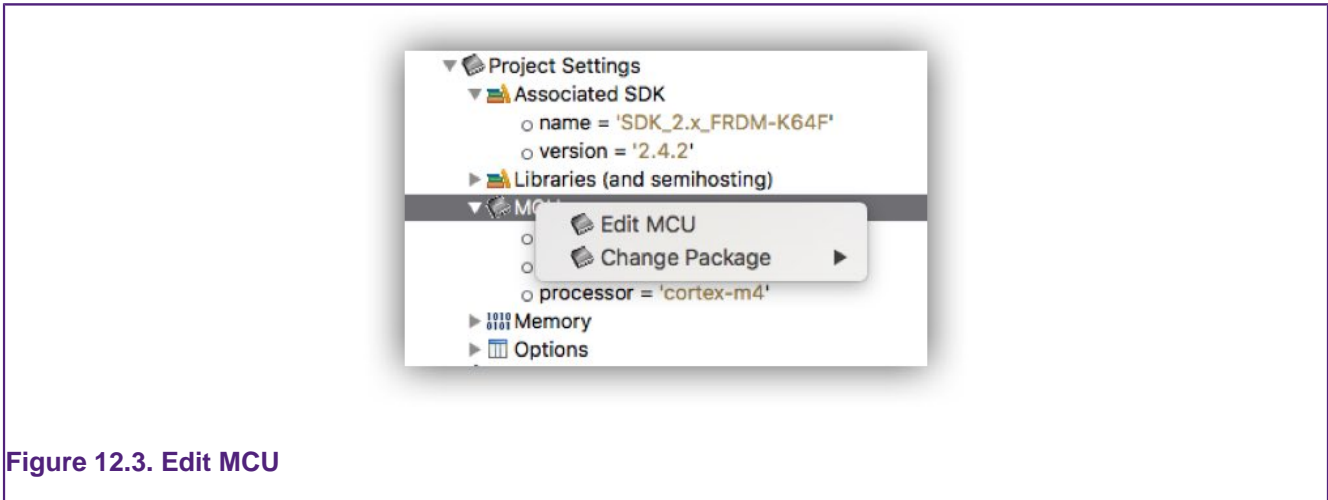 Project Settings
Associated SDK
name = 'SDK_2.x_FRDM-K64F'
version = '2.4.2'
Libraries (and semihosting)
Edit MCU
Change Package
processor = 'cortex-m4'
Memory
Options
Figure 12.3. Edit MCU